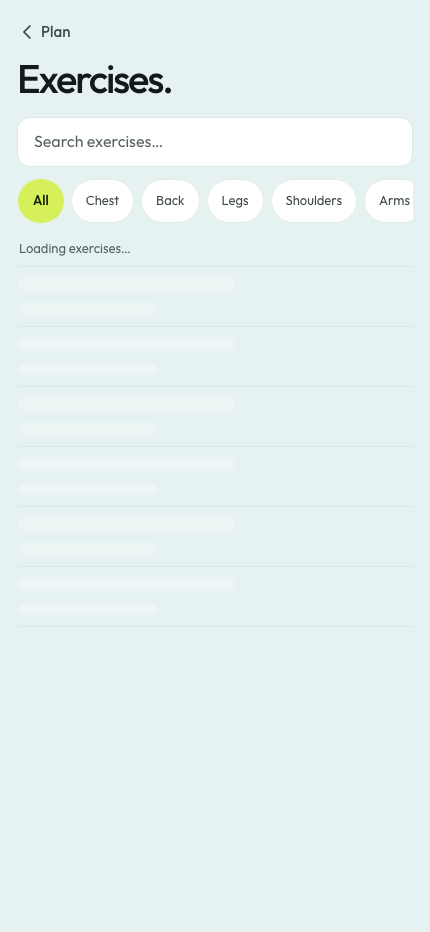 Plan
Exercises.
Search exercises...
All
Chest
Back
Legs
Shoulders
Arms
Loading exercises...